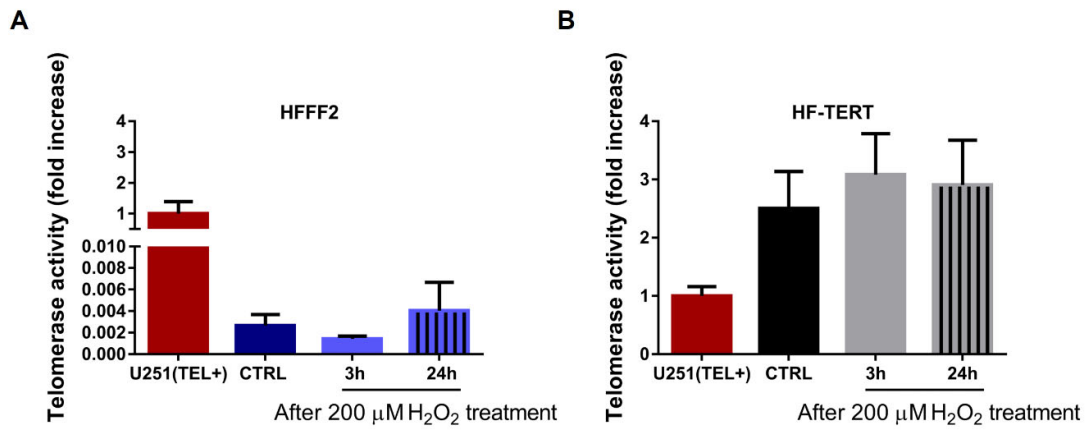 A
HFFF2
Telomerase activity (fold increase)
4
3
2
1
0.010
0.008
0.006
0.004
0.002
0.000
U251(TEL+) CTRL 3h 24h
After 200 µM H₂O₂ treatment
B
HF-TERT
Telomerase activity (fold increase)
4
3
2
1
0
U251(TEL+) CTRL 3h 24h
After 200 µM H₂O₂ treatment